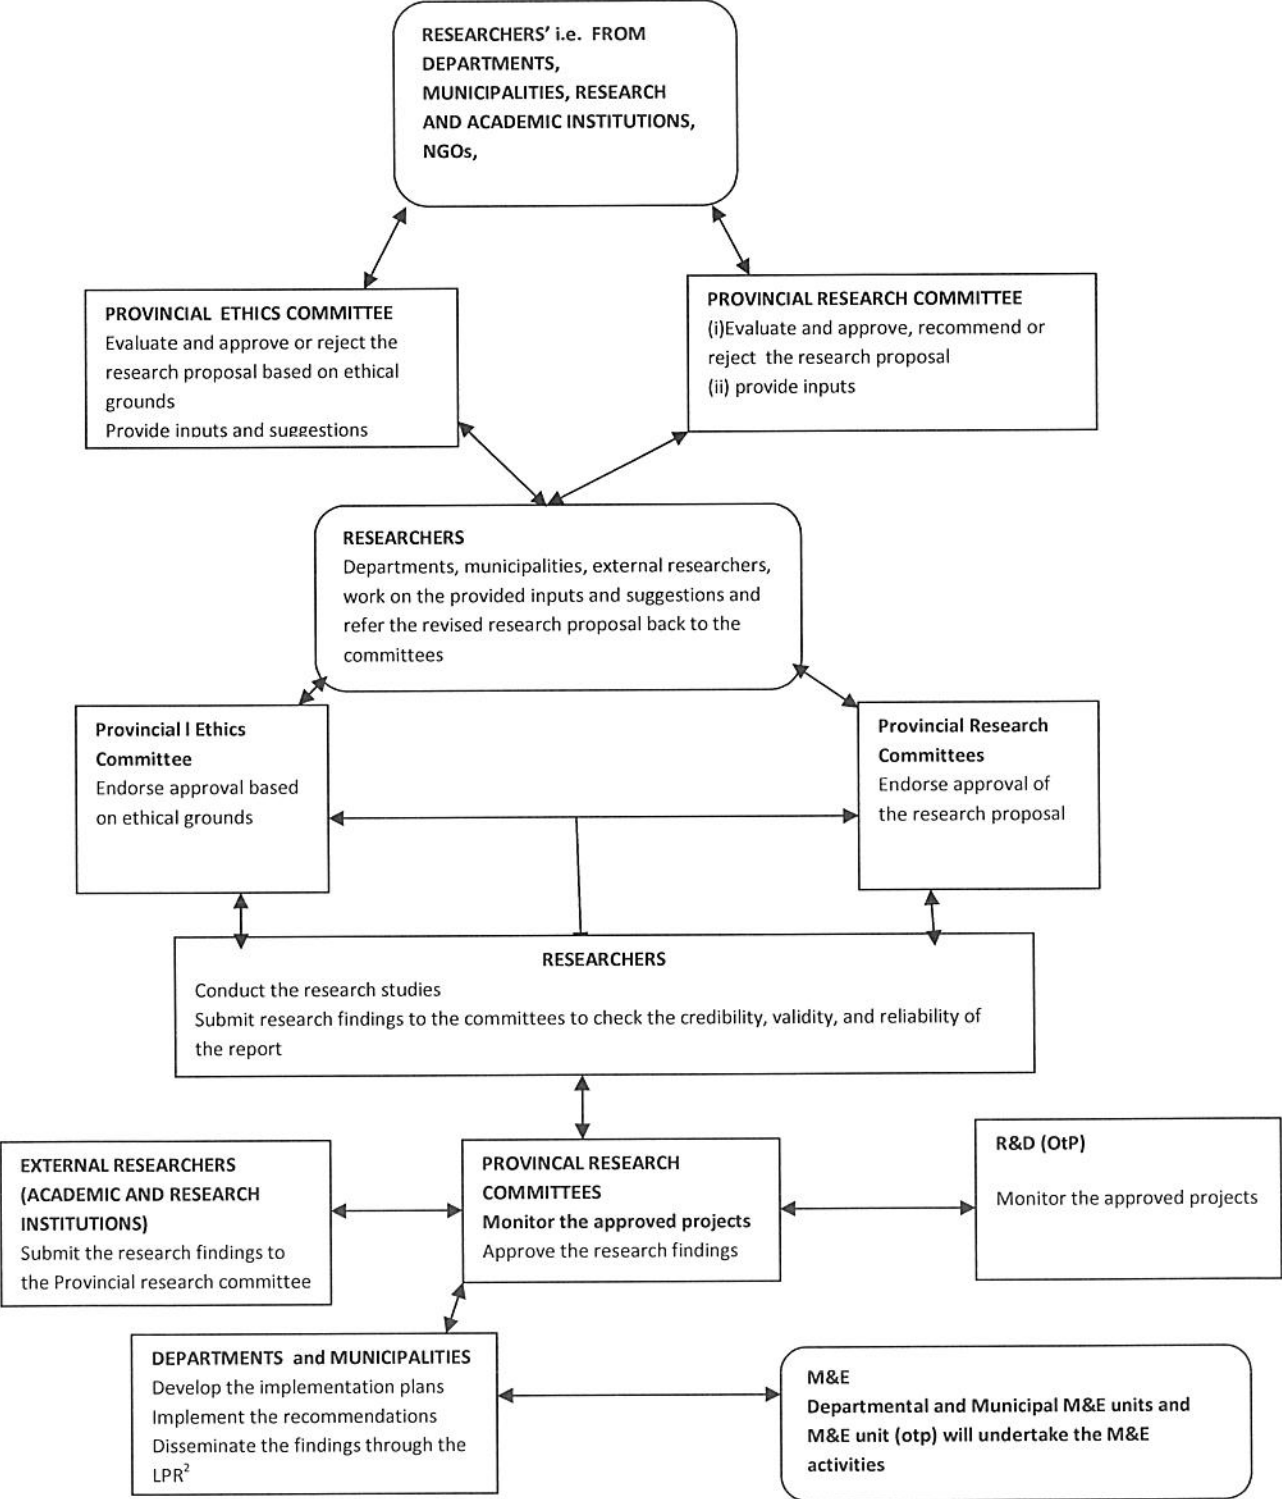 RESEARCHERS’ i.e. FROM
DEPARTMENTS,
MUNICIPALITIES, RESEARCH
AND ACADEMIC INSTITUTIONS,
NGOs,
PROVINCIAL ETHICS COMMITTEE
Evaluate and approve or reject the
research proposal based on ethical
grounds
Provide inputs and suggestions
PROVINCIAL RESEARCH COMMITTEE
(i)Evaluate and approve, recommend or
reject the research proposal
(ii) provide inputs
RESEARCHERS
Departments, municipalities, external researchers,
work on the provided inputs and suggestions and
refer the revised research proposal back to the
committees
Provincial l Ethics
Committee
Endorse approval based
on ethical grounds
Provincial Research
Committees
Endorse approval of
the research proposal
RESEARCHERS
Conduct the research studies
Submit research findings to the committees to check the credibility, validity, and reliability of
the report
EXTERNAL RESEARCHERS
(ACADEMIC AND RESEARCH
INSTITUTIONS)
Submit the research findings to
the Provincial research committee
PROVINCAL RESEARCH
COMMITTEES
Monitor the approved projects
Approve the research findings
R&D (OtP)
Monitor the approved projects
DEPARTMENTS and MUNICIPALITIES
Develop the implementation plans
Implement the recommendations
Disseminate the findings through the
LPR²
M&E
Departmental and Municipal M&E units and
M&E unit (otp) will undertake the M&E
activities